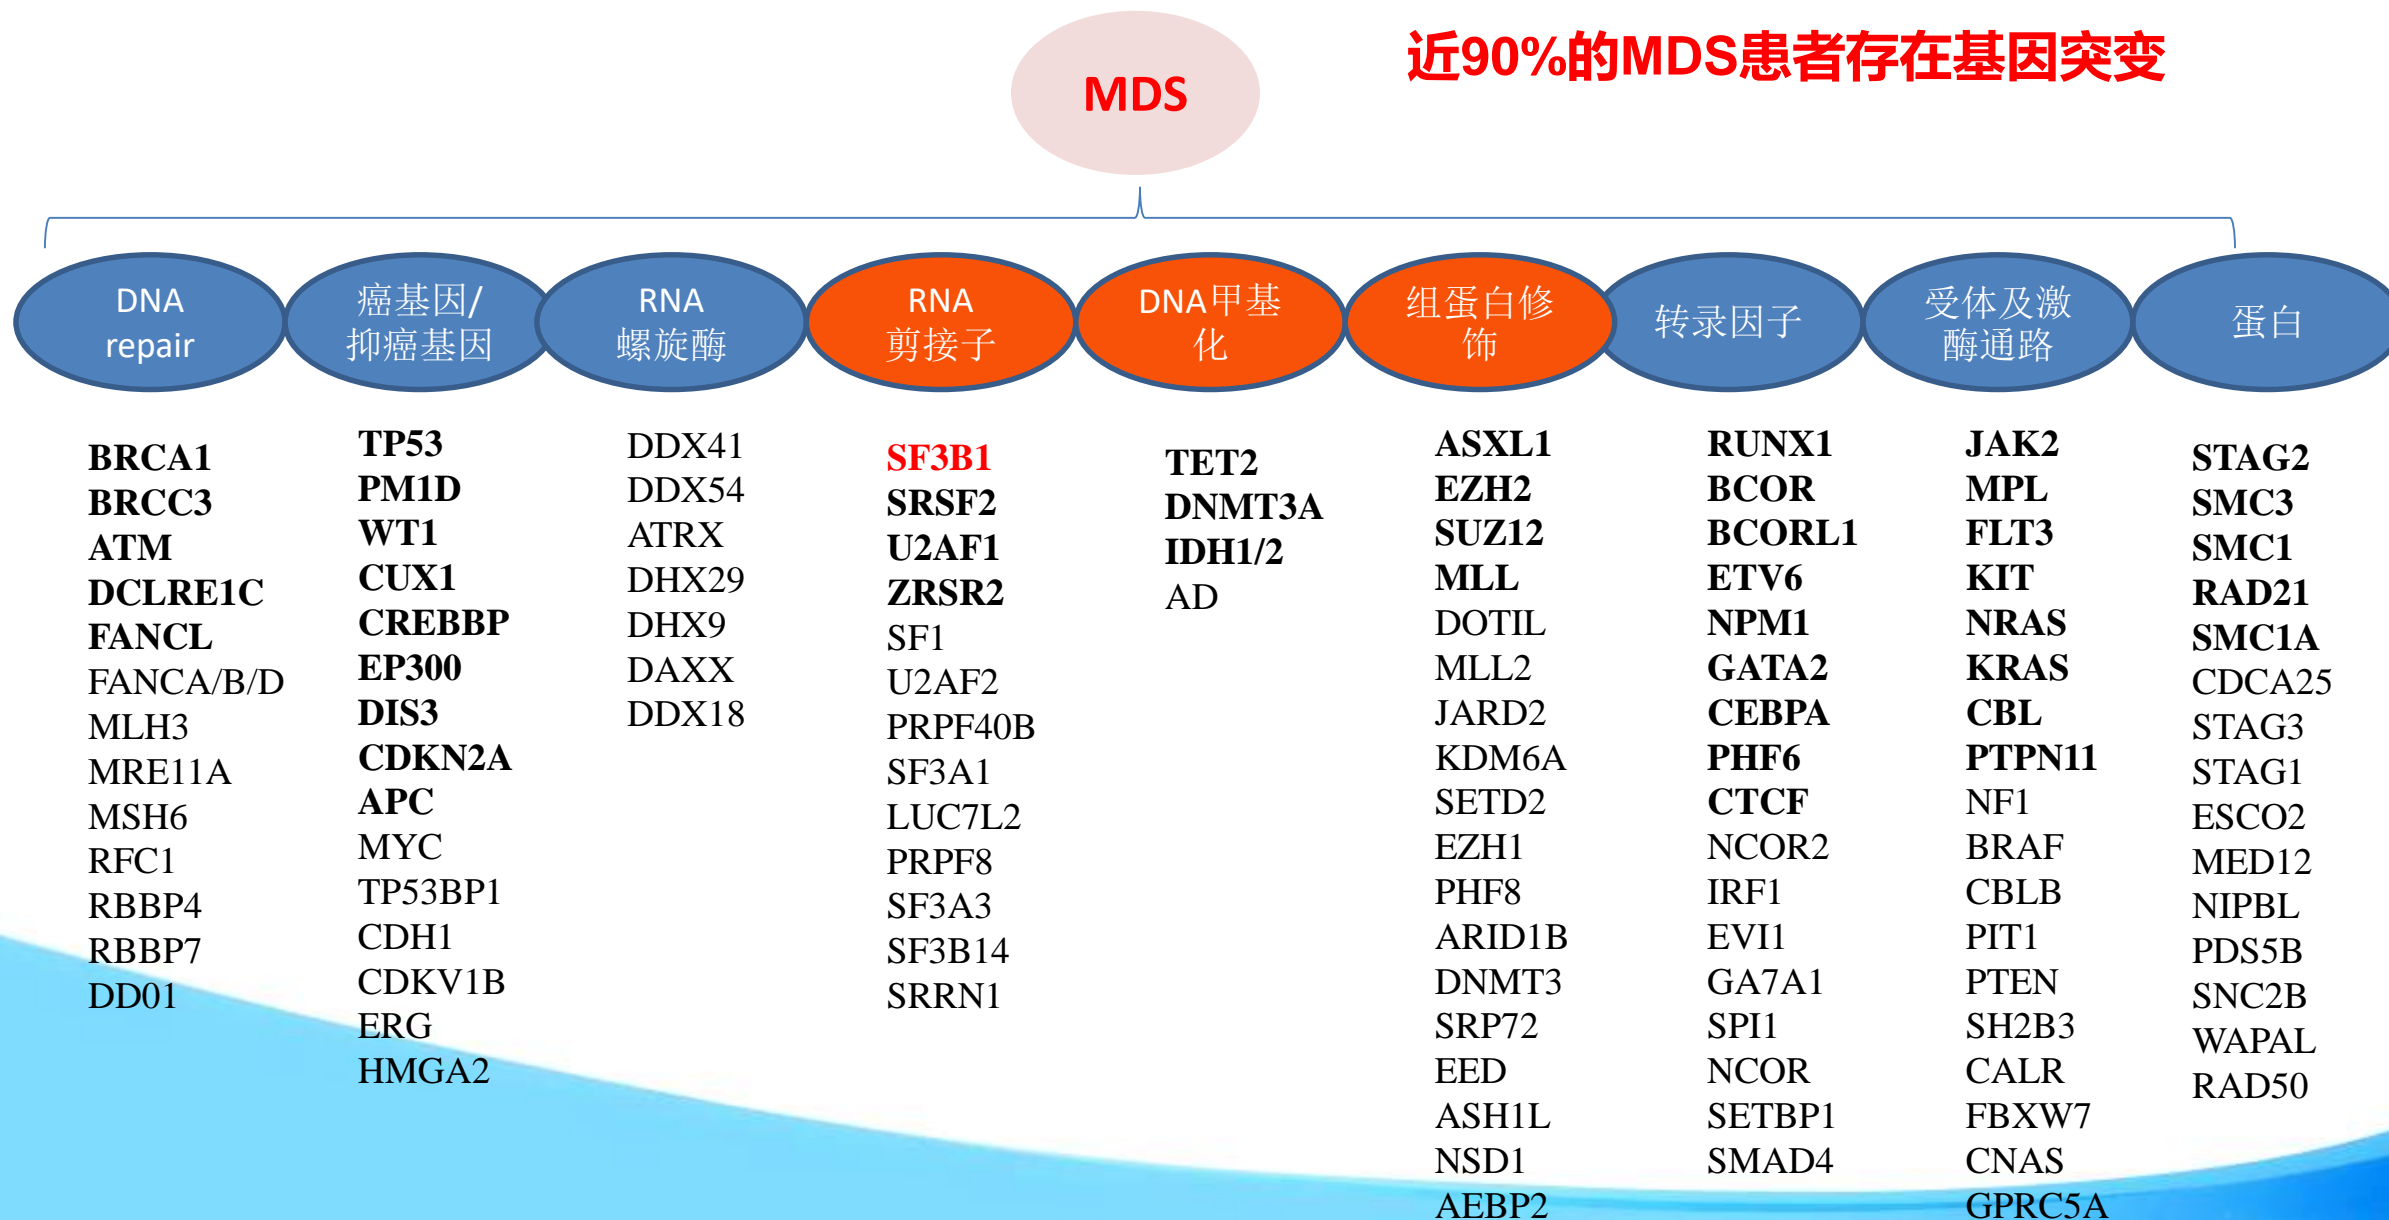 近90%的MDS患者存在基因突变
MDS
DNA
repair
癌基因/
抑癌基因
RNA
螺旋酶
RNA
剪接子
DNA甲基
化
组蛋白修
饰
转录因子
受体及激
酶通路
蛋白
BRCA1
BRCC3
ATM
DCLRE1C
FANCL
FANCA/B/D
MLH3
MRE11A
MSH6
RFC1
RBBP4
RBBP7
DD01
TP53
PM1D
WT1
CUX1
CREBBP
EP300
DIS3
CDKN2A
APC
MYC
TP53BP1
CDH1
CDKV1B
ERG
HMGA2
DDX41
DDX54
ATRX
DHX29
DHX9
DAXX
DDX18
SF3B1
SRSF2
U2AF1
ZRSR2
SF1
U2AF2
PRPF40B
SF3A1
LUC7L2
PRPF8
SF3A3
SF3B14
SRRN1
TET2
DNMT3A
IDH1/2
AD
ASXL1
EZH2
SUZ12
MLL
DOTIL
MLL2
JARD2
KDM6A
SETD2
EZH1
PHF8
ARID1B
DNMT3
SRP72
EED
ASH1L
NSD1
AEBP2
RUNX1
BCOR
BCORL1
ETV6
NPM1
GATA2
CEBPA
PHF6
CTCF
NCOR2
IRF1
EVI1
GA7A1
SPI1
NCOR
SETBP1
SMAD4
JAK2
MPL
FLT3
KIT
NRAS
KRAS
CBL
PTPN11
NF1
BRAF
CBLB
PIT1
PTEN
SH2B3
CALR
FBXW7
CNAS
GPRC5A
STAG2
SMC3
SMC1
RAD21
SMC1A
CDCA25
STAG3
STAG1
ESCO2
MED12
NIPBL
PDS5B
SNC2B
WAPAL
RAD50